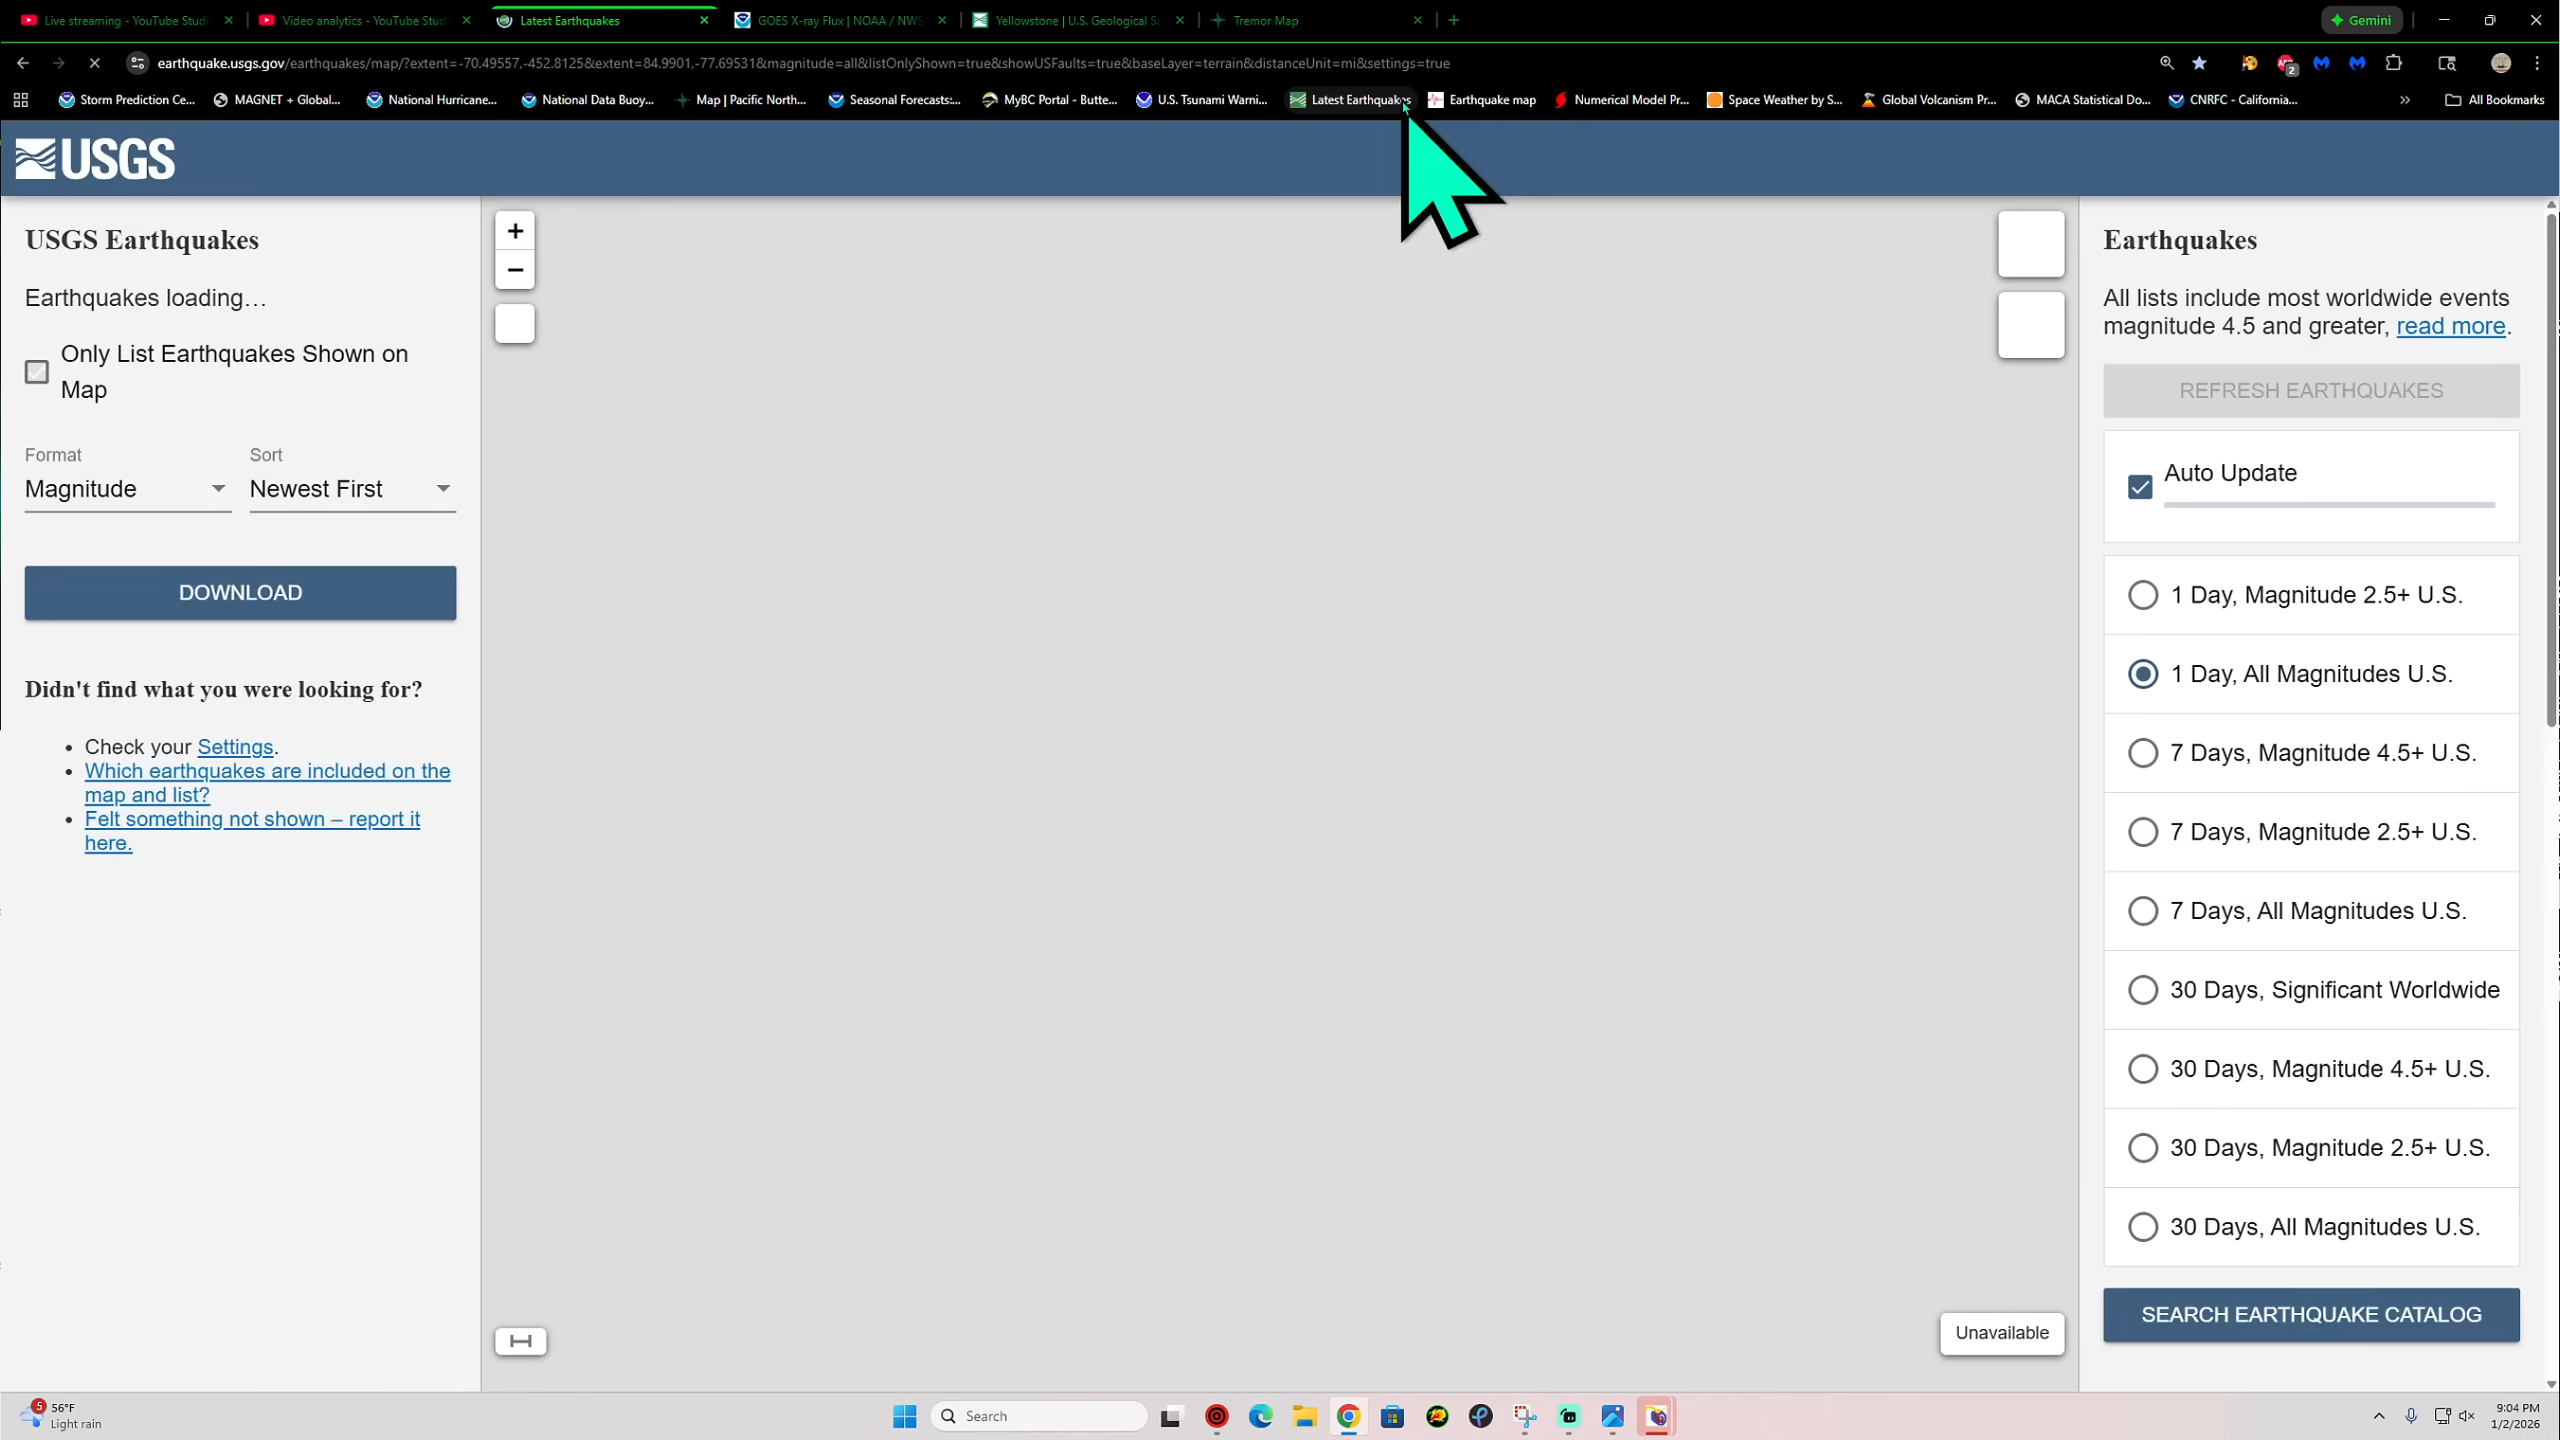 Live streaming - YouTube Studi
Video analytics - YouTube Studi
Latest Earthquakes
GOES X-ray Flux | NOAA / NWS
Yellowstone | U.S. Geological Su
Tremor Map
Gemini
earthquake.usgs.gov/earthquakes/map/?extent=-70.49557,-452.8125&extent=84.9901,-77.69531&magnitude=all&listOnlyShown=true&showUSFaults=true&baseLayer=terrain&distanceUnit=mi&settings=true
2
Storm Prediction Ce...
MAGNET + Global...
National Hurricane...
National Data Buoy...
Map | Pacific North...
Seasonal Forecasts:...
MyBC Portal - Butte...
U.S. Tsunami Warni...
Latest Earthquakes
Earthquake map
Numerical Model Pr...
Space Weather by S...
Global Volcanism Pr...
MACA Statistical Do...
CNRFC - California...
All Bookmarks
USGS
USGS Earthquakes
Earthquakes loading...
Only List Earthquakes Shown on
Map
Format
Sort
Magnitude
Newest First
DOWNLOAD
Didn't find what you were looking for?
Check your Settings.
Which earthquakes are included on the
map and list?
Felt something not shown – report it
here.
+
−
Unavailable
Earthquakes
All lists include most worldwide events
magnitude 4.5 and greater, read more.
REFRESH EARTHQUAKES
Auto Update
1 Day, Magnitude 2.5+ U.S.
1 Day, All Magnitudes U.S.
7 Days, Magnitude 4.5+ U.S.
7 Days, Magnitude 2.5+ U.S.
7 Days, All Magnitudes U.S.
30 Days, Significant Worldwide
30 Days, Magnitude 4.5+ U.S.
30 Days, Magnitude 2.5+ U.S.
30 Days, All Magnitudes U.S.
SEARCH EARTHQUAKE CATALOG
5
56°F
Light rain
Search
9:04 PM
1/2/2026